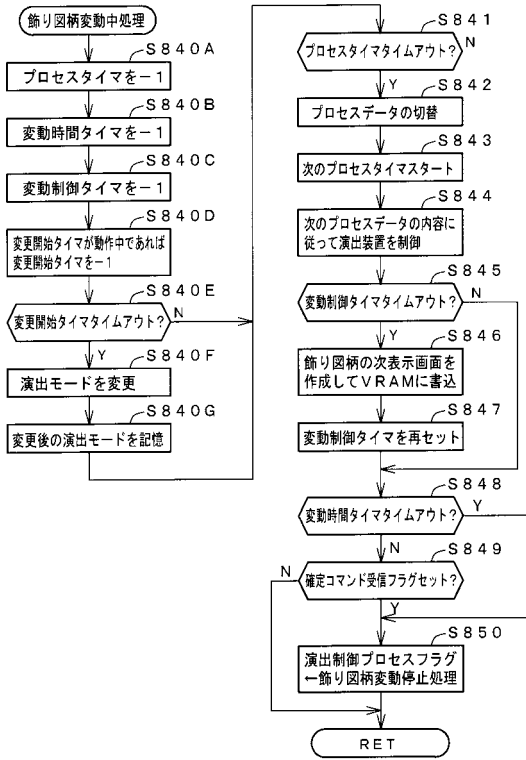 飾り図柄変動中処理
S840A
プロセスタイマを－1
S840B
変動時間タイマを－1
S840C
変動制御タイマを－1
S840D
変更開始タイマが動作中であれば
変更開始タイマを－1
S840E
変更開始タイマタイムアウト?
N
Y
S840F
演出モードを変更
S840G
変更後の演出モードを記憶
S841
プロセスタイマタイムアウト?
N
Y
S842
プロセスデータの切替
S843
次のプロセスタイマスタート
S844
次のプロセスデータの内容に
従って演出装置を制御
S845
変動制御タイマタイムアウト?
N
Y
S846
飾り図柄の次表示画面を
作成してVRAMに書込
S847
変動制御タイマを再セット
S848
変動時間タイマタイムアウト?
Y
N
S849
N
確定コマンド受信フラグセット?
Y
S850
演出制御プロセスフラグ
←飾り図柄変動停止処理
RET